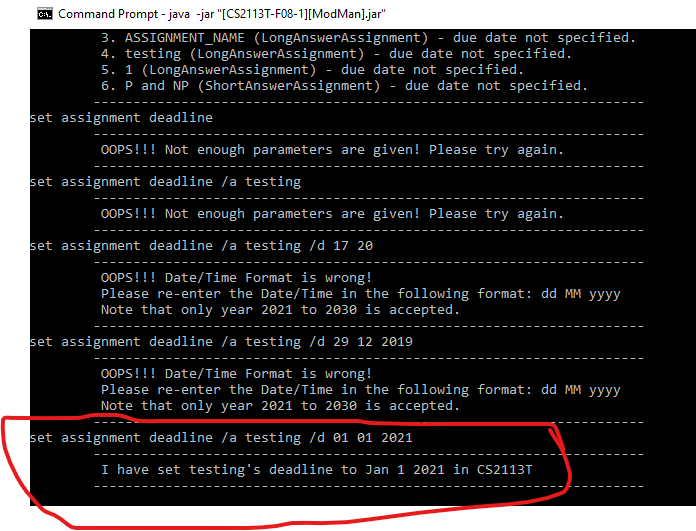 Command Prompt - java -jar "[CS2113T-F08-1][ModMan].jar"
3. ASSIGNMENT_NAME (LongAnswerAssignment) - due date not specified.
4. testing (LongAnswerAssignment) - due date not specified.
5. 1 (LongAnswerAssignment) - due date not specified.
6. P and NP (ShortAnswerAssignment) - due date not specified.
---------------------------------------------------------------------
set assignment deadline
---------------------------------------------------------------------
OOPS!!! Not enough parameters are given! Please try again.
---------------------------------------------------------------------
set assignment deadline /a testing
---------------------------------------------------------------------
OOPS!!! Not enough parameters are given! Please try again.
---------------------------------------------------------------------
set assignment deadline /a testing /d 17 20
---------------------------------------------------------------------
OOPS!!! Date/Time Format is wrong!
Please re-enter the Date/Time in the following format: dd MM yyyy
Note that only year 2021 to 2030 is accepted.
---------------------------------------------------------------------
set assignment deadline /a testing /d 29 12 2019
---------------------------------------------------------------------
OOPS!!! Date/Time Format is wrong!
Please re-enter the Date/Time in the following format: dd MM yyyy
Note that only year 2021 to 2030 is accepted.
---------------------------------------------------------------------
set assignment deadline /a testing /d 01 01 2021
---------------------------------------------------------------------
I have set testing's deadline to Jan 1 2021 in CS2113T
---------------------------------------------------------------------